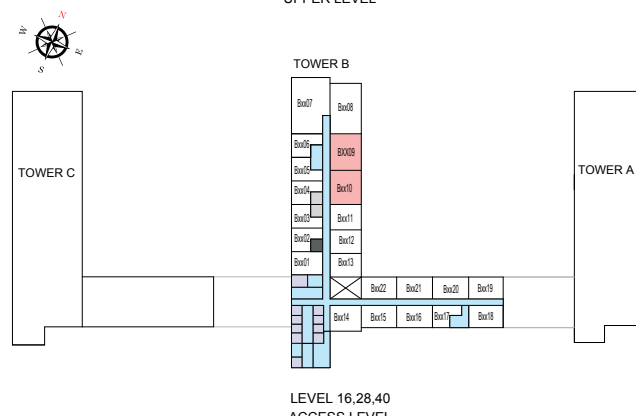 UPPER LEVEL
N
W
E
S
TOWER B
Bxx07
Bxx08
Bxx06
BXX09
Bxx05
TOWER C
TOWER A
Bxx04
Bxx10
Bxx03
Bxx11
Bxx02
Bxx12
Bxx01
Bxx13
Bxx22
Bxx21
Bxx20
Bxx19
Bxx14
Bxx15
Bxx16
Bxx17
Bxx18
LEVEL 16,28,40
ACCESS LEVEL